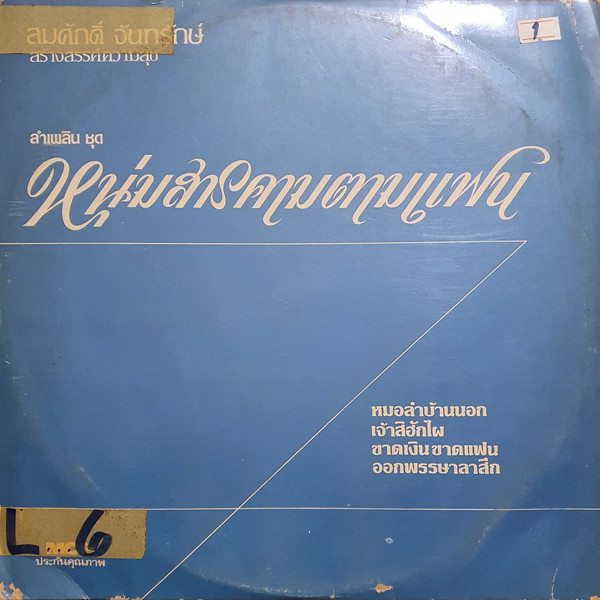 สมศักดิ์ จันทรักษ์
สร้างสรรค์ความสุข
1
ลำเพลิน ชุด
หนุ่มสารคามตามแฟน
หมอลำบ้านนอก
เจ้าสิฮักไผ
ขาดเงินขาดแฟน
ออกพรรษาลาสึก
L 6
ประกันคุณภาพ